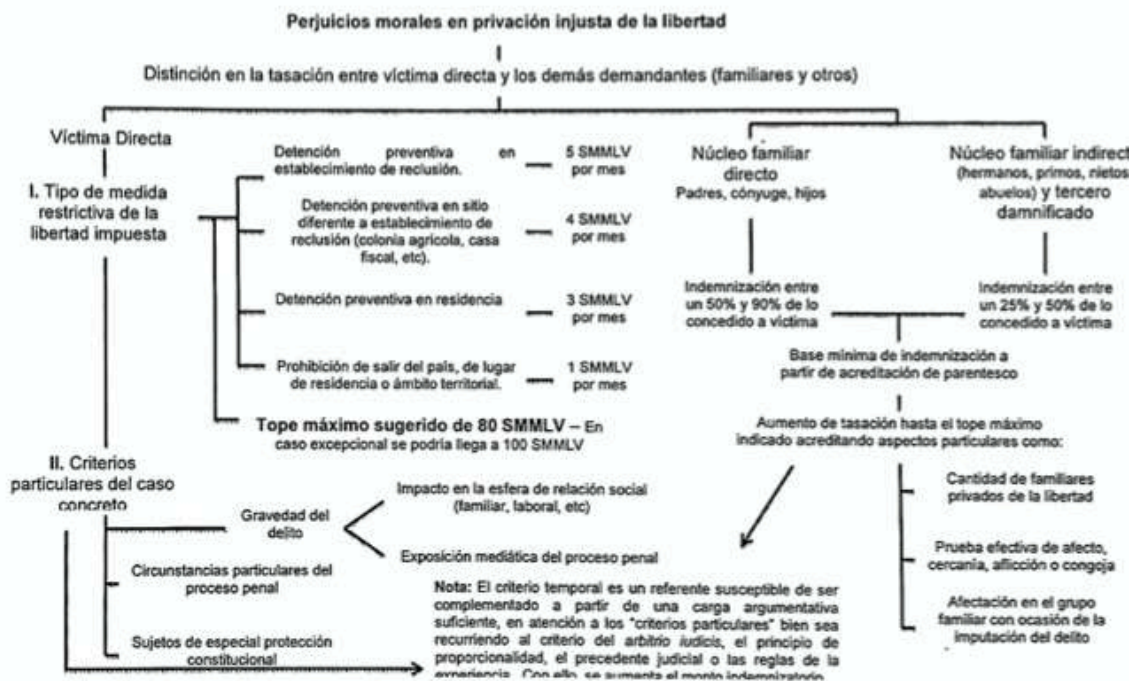 Perjuicios morales en privación injusta de la libertad
Distinción en la tasación entre víctima directa y los demás demandantes (familiares y otros)
Víctima Directa
I. Tipo de medida
restrictiva de la
libertad impuesta
Detención preventiva en
establecimiento de reclusión.
5 SMMLV
por mes
Detención preventiva en sitio
diferente a establecimiento de
reclusión (colonia agrícola, casa
fiscal, etc).
4 SMMLV
por mes
Detención preventiva en residencia
3 SMMLV
por mes
Prohibición de salir del país, de lugar
de residencia o ámbito territorial.
1 SMMLV
por mes
Tope máximo sugerido de 80 SMMLV – En
caso excepcional se podría llega a 100 SMMLV
II. Criterios
particulares del caso
concreto
Gravedad del
delito
Impacto en la esfera de relación social
(familiar, laboral, etc)
Exposición mediática del proceso penal
Circunstancias particulares del
proceso penal
Sujetos de especial protección
constitucional
Núcleo familiar
directo
Padres, cónyuge, hijos
Indemnización entre
un 50% y 90% de lo
concedido a víctima
Núcleo familiar indirect
(hermanos, primos, nietos
abuelos) y tercero
damnificado
Indemnización entre
un 25% y 50% de lo
concedido a víctima
Base mínima de indemnización a
partir de acreditación de parentesco
Aumento de tasación hasta el tope máximo
indicado acreditando aspectos particulares como:
Cantidad de familiares
privados de la libertad
Prueba efectiva de afecto,
cercanía, aflicción o congoja
Afectación en el grupo
familiar con ocasión de la
imputación del delito
Nota: El criterio temporal es un referente susceptible de ser
complementado a partir de una carga argumentativa
suficiente, en atención a los "criterios particulares" bien sea
recurriendo al criterio del arbitrio iudicis, el principio de
proporcionalidad, el precedente judicial o las reglas de la
experiencia. Con ello, se aumenta el monto indemnizatorio